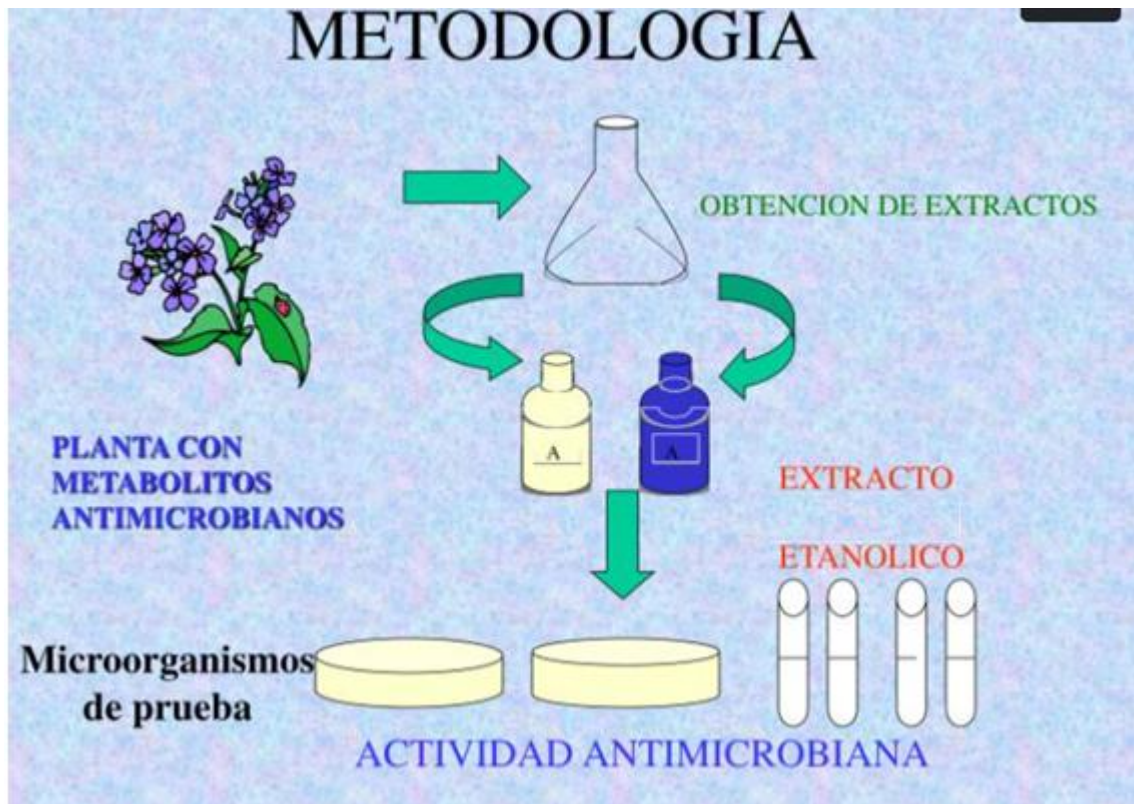 METODOLOGIA
OBTENCION DE EXTRACTOS
A
A
PLANTA CON
METABOLITOS
ANTIMICROBIANOS
EXTRACTO
ETANOLICO
Microorganismos
de prueba
ACTIVIDAD ANTIMICROBIANA